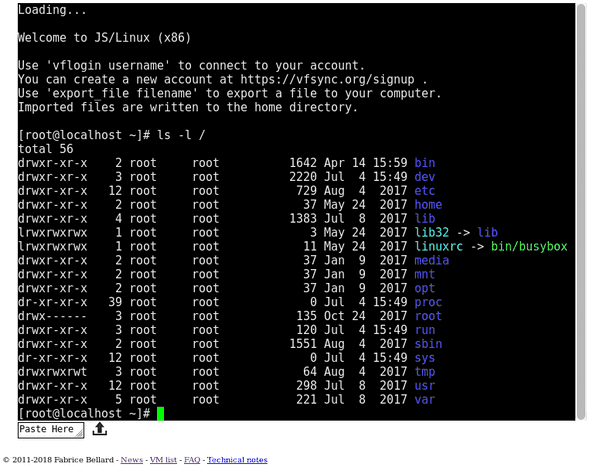 Loading...
Welcome to JS/Linux (x86)
Use 'vflogin username' to connect to your account.
You can create a new account at https://vfsync.org/signup .
Use 'export_file filename' to export a file to your computer.
Imported files are written to the home directory.
[root@localhost ~]# ls -l /
total 56
drwxr-xr-x    2 root     root          1642 Apr 14 15:59 bin
drwxr-xr-x    3 root     root          2220 Jul  4 15:49 dev
drwxr-xr-x   12 root     root           729 Aug  4  2017 etc
drwxr-xr-x    2 root     root            37 May 24  2017 home
drwxr-xr-x    4 root     root          1383 Jul  8  2017 lib
lrwxrwxrwx    1 root     root             3 May 24  2017 lib32 -> lib
lrwxrwxrwx    1 root     root            11 May 24  2017 linuxrc -> bin/busybox
drwxr-xr-x    2 root     root            37 Jan  9  2017 media
drwxr-xr-x    2 root     root            37 Jan  9  2017 mnt
drwxr-xr-x    2 root     root            37 Jan  9  2017 opt
dr-xr-xr-x   39 root     root             0 Jul  4 15:49 proc
drwx------    3 root     root           135 Oct 24  2017 root
drwxr-xr-x    3 root     root           120 Jul  4 15:49 run
drwxr-xr-x    2 root     root          1551 Aug  4  2017 sbin
dr-xr-xr-x   12 root     root             0 Jul  4 15:49 sys
drwxrwxrwt    3 root     root            64 Aug  4  2017 tmp
drwxr-xr-x   12 root     root           298 Jul  8  2017 usr
drwxr-xr-x    5 root     root           221 Jul  8  2017 var
[root@localhost ~]#
Paste Here
© 2011-2018 Fabrice Bellard - News - VM list - FAQ - Technical notes